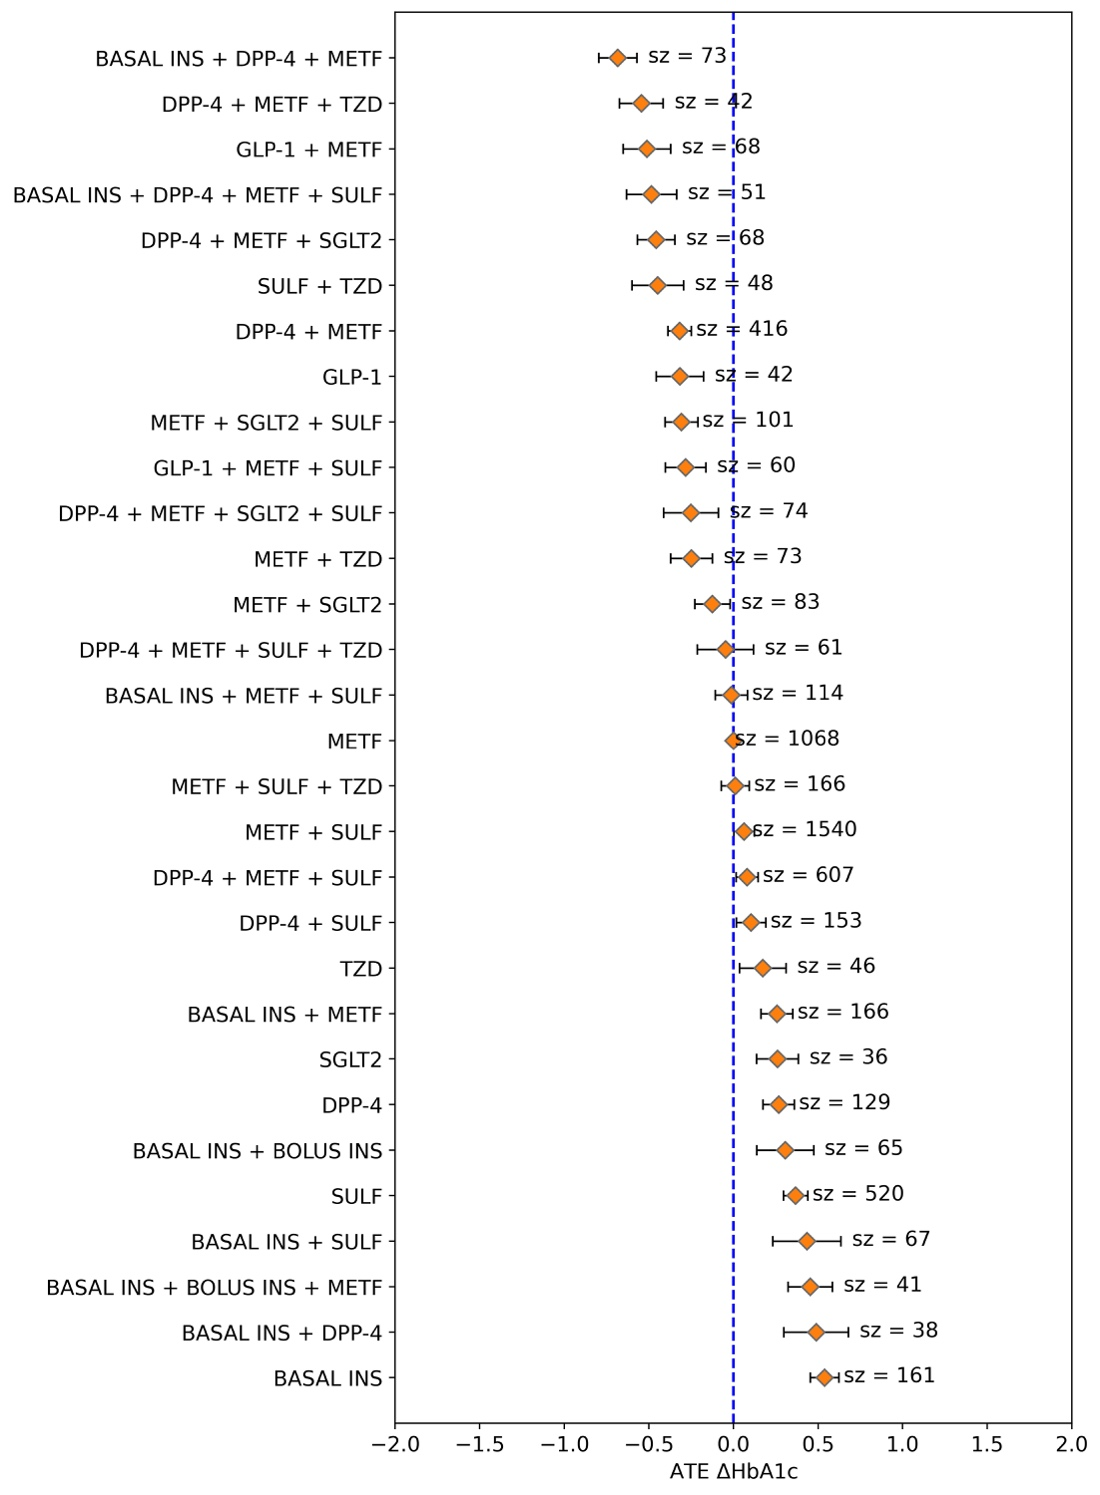 BASAL INS + DPP-4 + METF sz = 73
DPP-4 + METF + TZD sz = 42
GLP-1 + METF sz = 68
BASAL INS + DPP-4 + METF + SULF sz = 51
DPP-4 + METF + SGLT2 sz = 68
SULF + TZD sz = 48
DPP-4 + METF sz = 416
GLP-1 sz = 42
METF + SGLT2 + SULF sz = 101
GLP-1 + METF + SULF sz = 60
DPP-4 + METF + SGLT2 + SULF sz = 74
METF + TZD sz = 73
METF + SGLT2 sz = 83
DPP-4 + METF + SULF + TZD sz = 61
BASAL INS + METF + SULF sz = 114
METF sz = 1068
METF + SULF + TZD sz = 166
METF + SULF sz = 1540
DPP-4 + METF + SULF sz = 607
DPP-4 + SULF sz = 153
TZD sz = 46
BASAL INS + METF sz = 166
SGLT2 sz = 36
DPP-4 sz = 129
BASAL INS + BOLUS INS sz = 65
SULF sz = 520
BASAL INS + SULF sz = 67
BASAL INS + BOLUS INS + METF sz = 41
BASAL INS + DPP-4 sz = 38
BASAL INS sz = 161
−2.0 −1.5 −1.0 −0.5 0.0 0.5 1.0 1.5 2.0
ATE ΔHbA1c